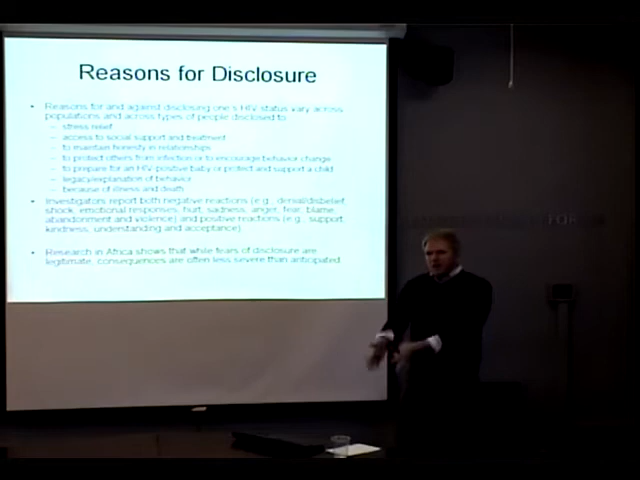 Reasons for Disclosure
• Reasons for and against disclosing one's HIV status vary across
populations and across types of people disclosed to
– stress relief
– access to social support and treatment
– to maintain honesty in relationships
– to protect others from infection or to encourage behavior change
– to prepare for an HIV-positive baby or protect and support a child
– legacy/explanation of behavior
– because of illness and death
• Investigators report both negative reactions (e.g., denial/disbelief,
shock, emotional responses, hurt, sadness, anger, fear, blame,
abandonment and violence) and positive reactions (e.g., support,
kindness, understanding and acceptance)
• Research in Africa shows that while fears of disclosure are
legitimate, consequences are often less severe than anticipated
FOR